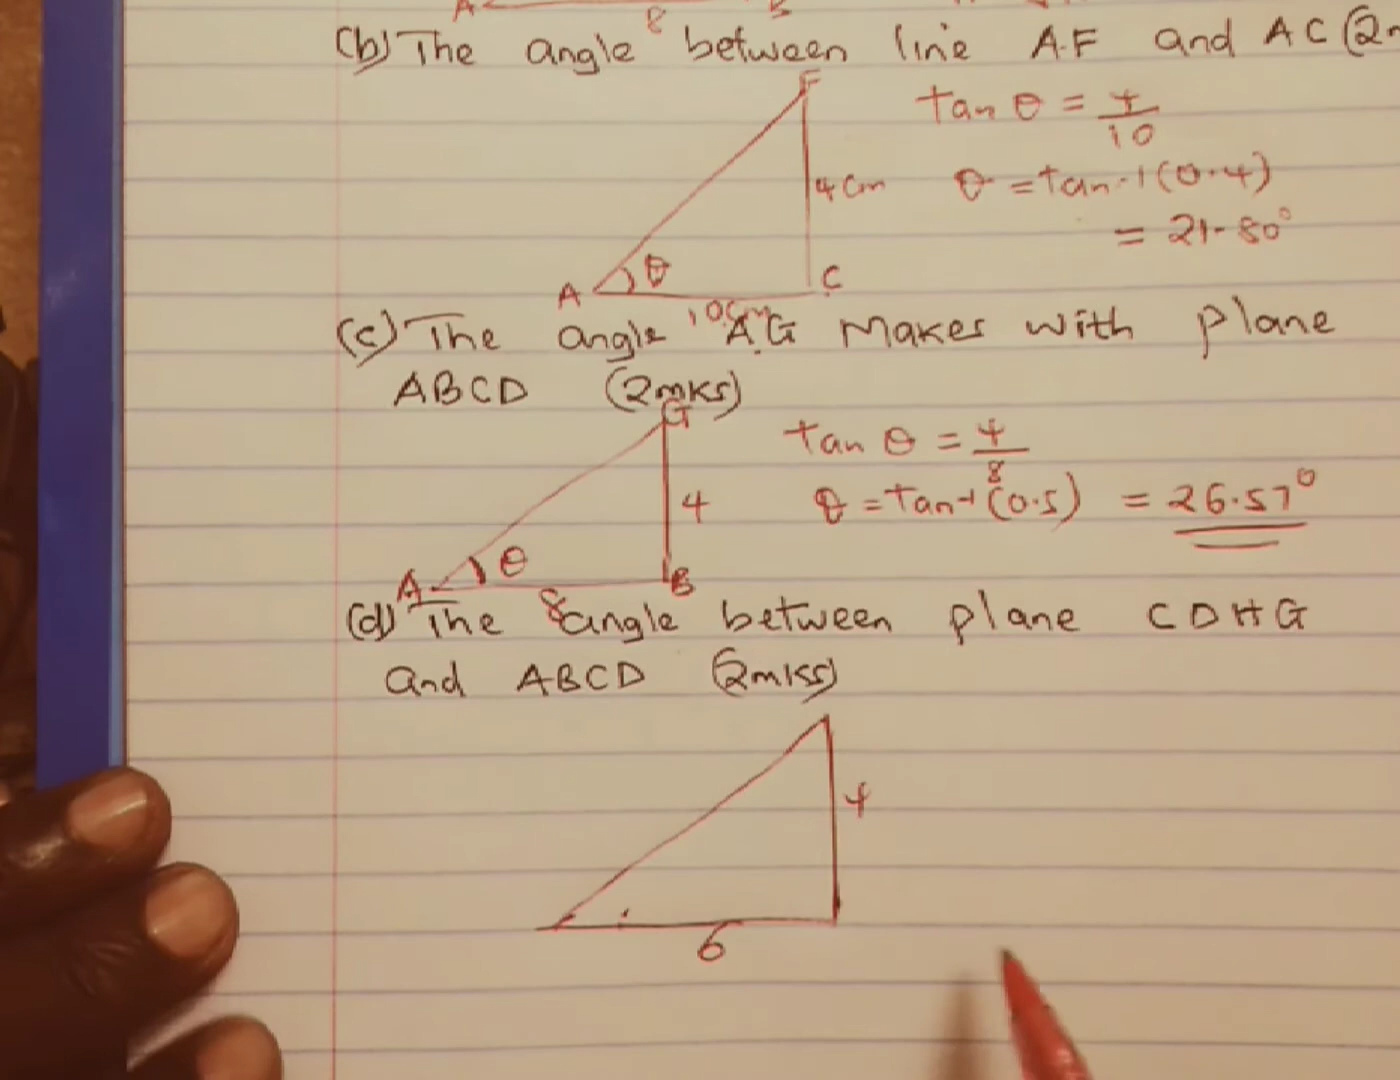 A 8 B
(b) The angle between line AF and AC (2m
F
tan θ = 4/10
4cm
θ = tan-1(0.4)
= 21.80°
θ
A 10cm C
(c) The angle AG Makes with plane
ABCD (2mks)
G
tan θ = 4/8
4
θ = tan-1(0.5) = 26.57°
θ
A 8 B
(d) The angle between plane CDHG
and ABCD (2mks)
4
6